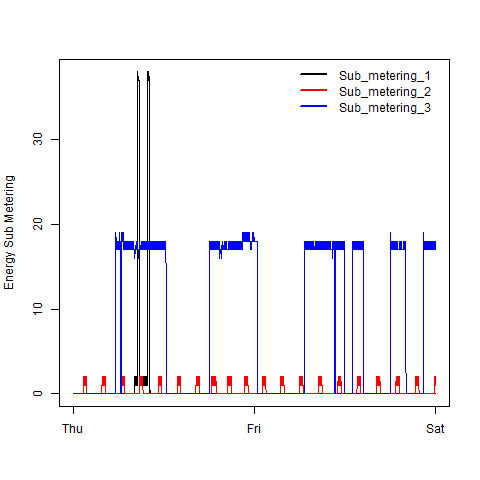 Sub_metering_1
Sub_metering_2
Sub_metering_3
Energy Sub Metering
30
20
10
0
Thu Fri Sat